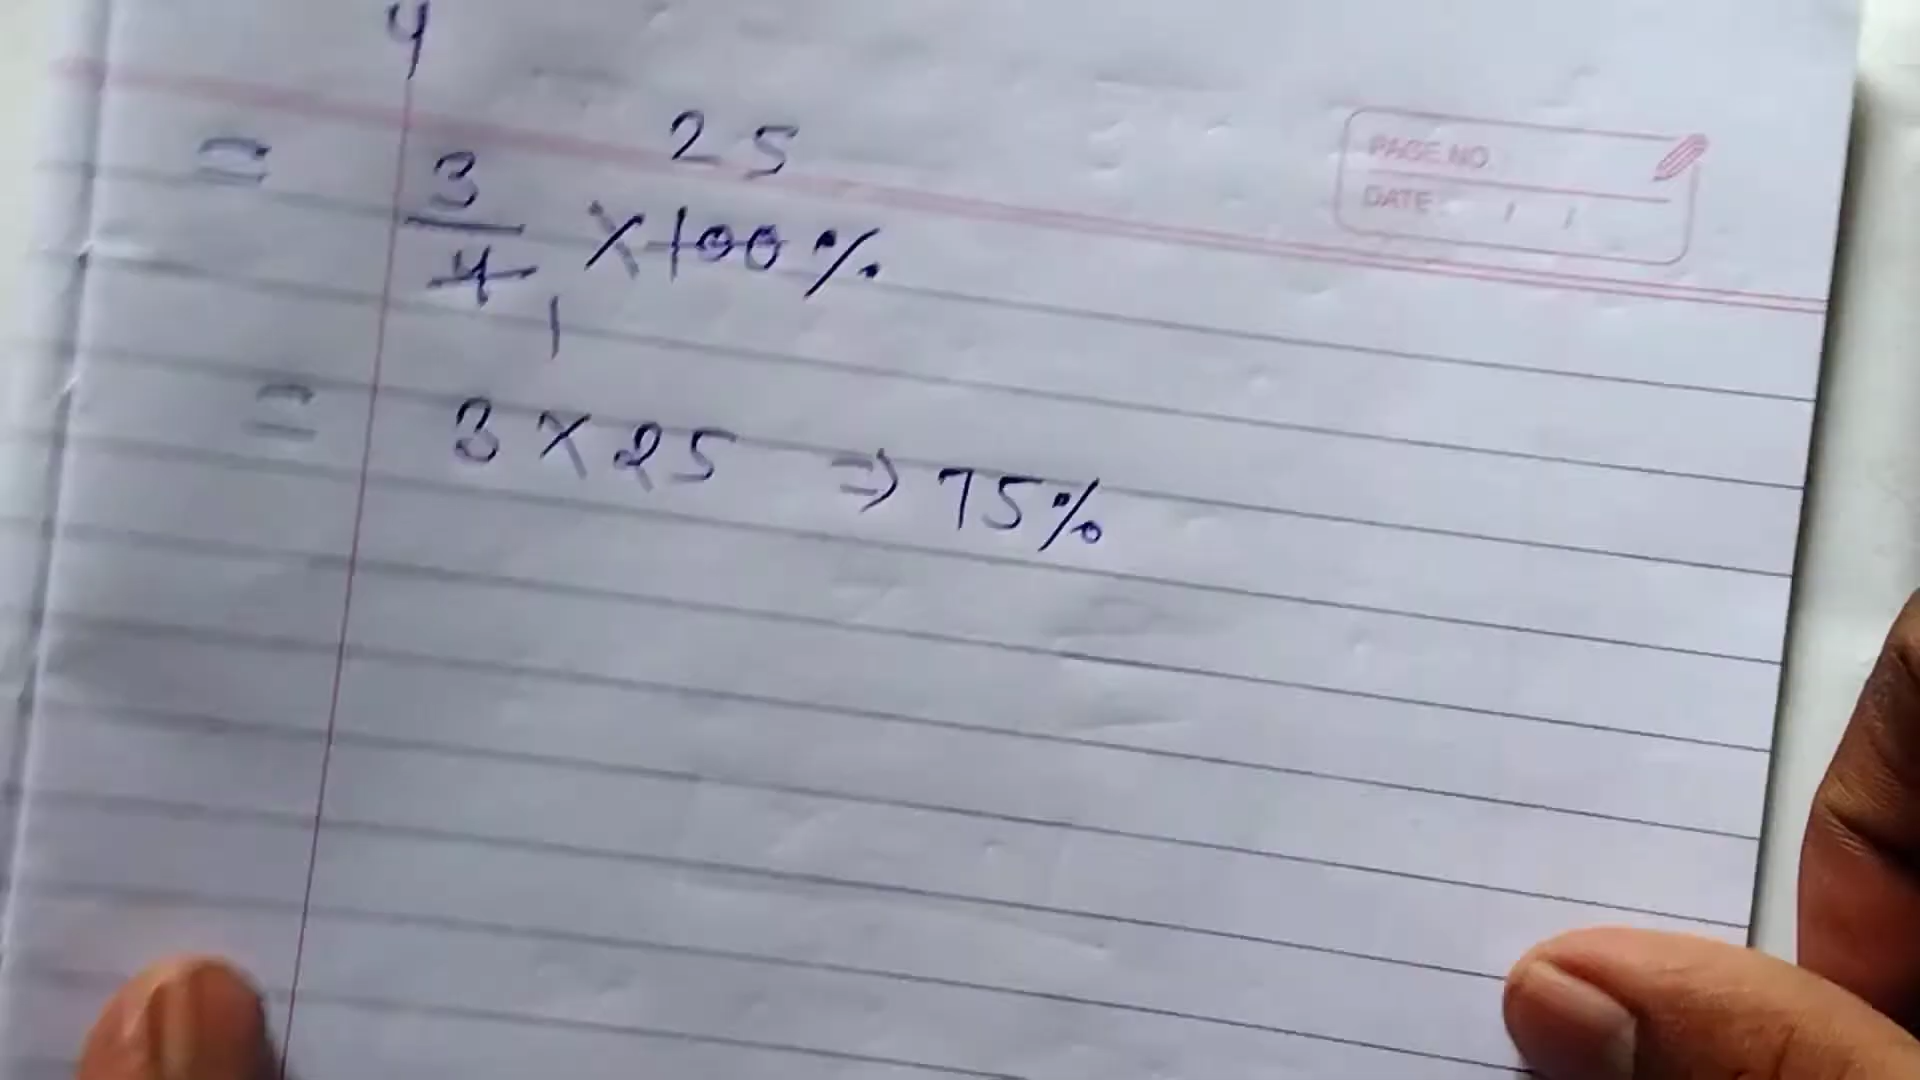 4
25
= 3/4 × 100%
1
= 3 × 25 ⇒ 75%
PAGE NO.
DATE: / /